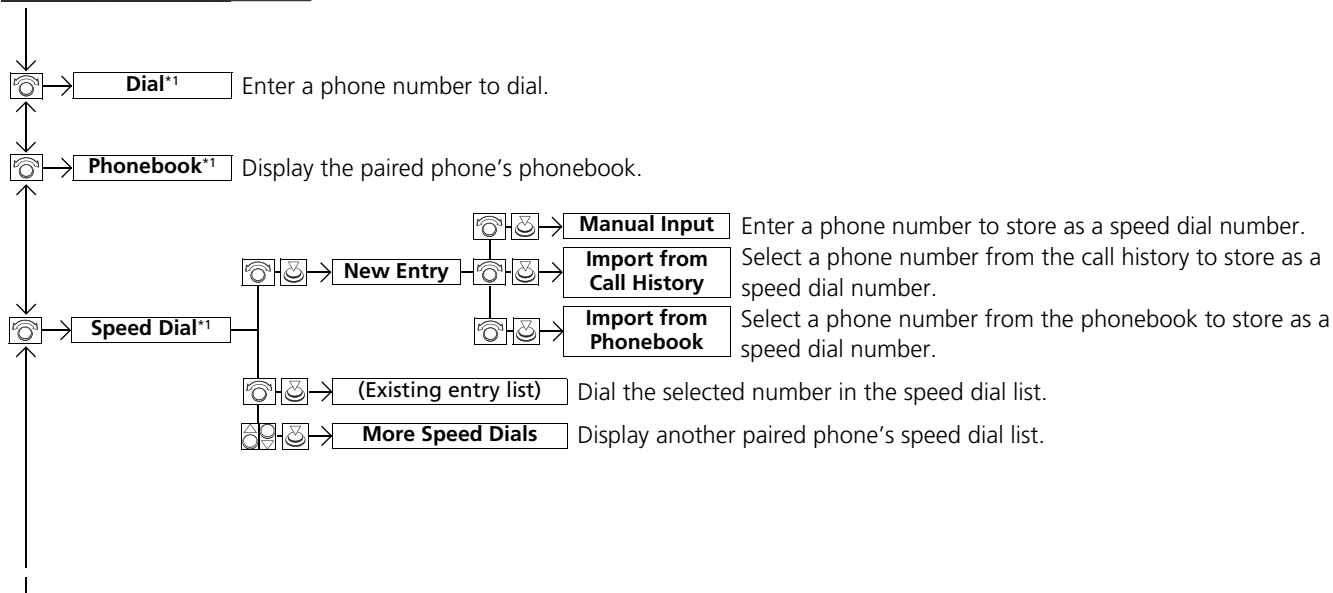 Dial*1 Enter a phone number to dial.
Phonebook*1 Display the paired phone’s phonebook.
Manual Input Enter a phone number to store as a speed dial number.
New Entry
Import from
Call History
Select a phone number from the call history to store as a
speed dial number.
Speed Dial*1
Import from
Phonebook
Select a phone number from the phonebook to store as a
speed dial number.
(Existing entry list) Dial the selected number in the speed dial list.
More Speed Dials Display another paired phone’s speed dial list.